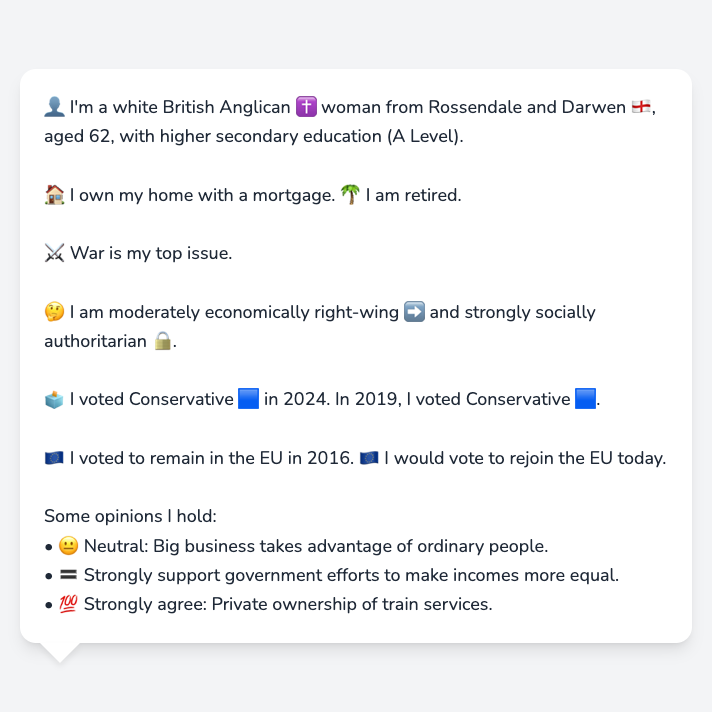 👤 I'm a white British Anglican ✝️ woman from Rossendale and Darwen 🏴󠁧󠁢󠁥󠁮󠁧󠁿,
aged 62, with higher secondary education (A Level).
🏠 I own my home with a mortgage. 🌴 I am retired.
⚔️ War is my top issue.
🤔 I am moderately economically right-wing ➡️ and strongly socially
authoritarian 🔒.
🗳️ I voted Conservative 🟦 in 2024. In 2019, I voted Conservative 🟦.
🇪🇺 I voted to remain in the EU in 2016. 🇪🇺 I would vote to rejoin the EU today.
Some opinions I hold:
• 😐 Neutral: Big business takes advantage of ordinary people.
• 🟰 Strongly support government efforts to make incomes more equal.
• 💯 Strongly agree: Private ownership of train services.